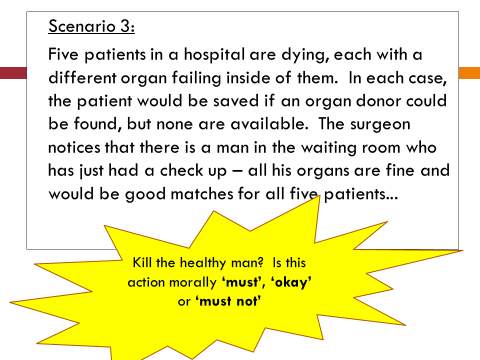 Scenario 3:
Five patients in a hospital are dying, each with a
different organ failing inside of them.  In each case,
the patient would be saved if an organ donor could
be found, but none are available.  The surgeon
notices that there is a man in the waiting room who
has just had a check up – all his organs are fine and
would be good matches for all five patients...
Kill the healthy man?  Is this
action morally ‘must’, ‘okay’
or ‘must not’